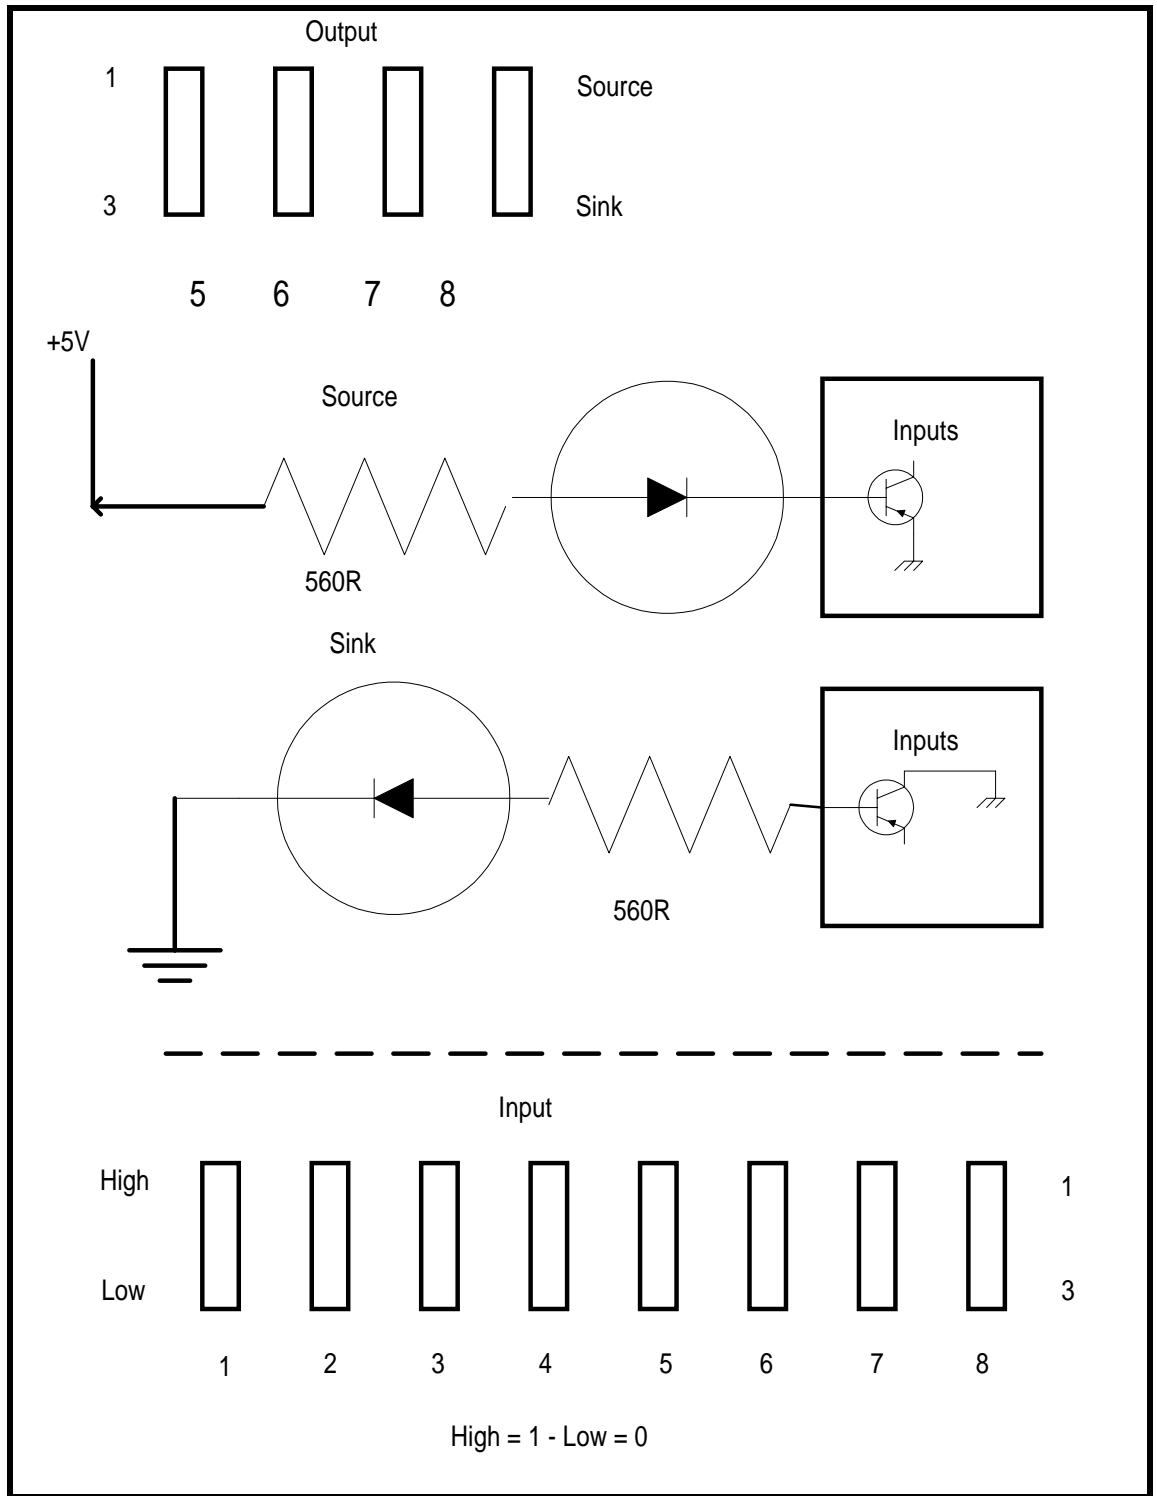 Output
1
Source
3
Sink
5 6 7 8
+5V
Source
Inputs
560R
Sink
Inputs
560R
Input
High
1
Low
3
1 2 3 4 5 6 7 8
High = 1 - Low = 0